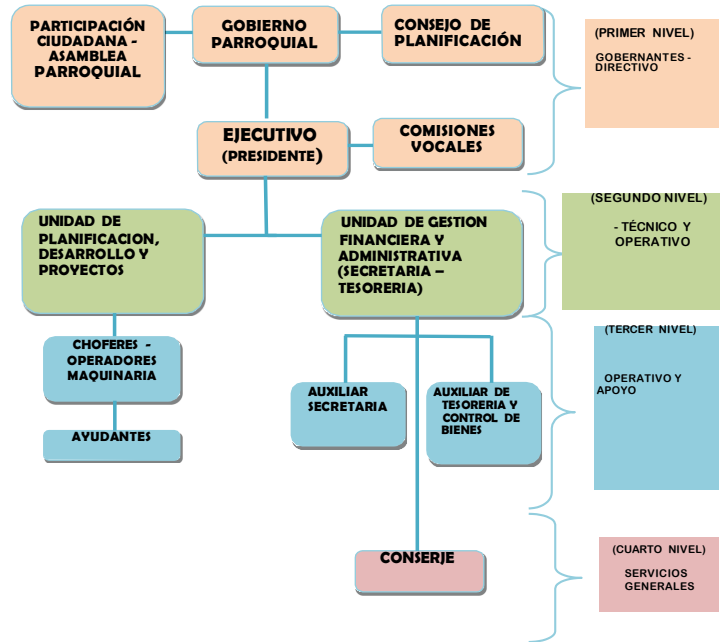 PARTICIPACIÓN
CIUDADANA -
ASAMBLEA
PARROQUIAL
GOBIERNO
PARROQUIAL
CONSEJO DE
PLANIFICACIÓN
(PRIMER NIVEL)
GOBERNANTES -
DIRECTIVO
EJECUTIVO
(PRESIDENTE)
COMISIONES
VOCALES
UNIDAD DE
PLANIFICACION,
DESARROLLO Y
PROYECTOS
UNIDAD DE GESTION
FINANCIERA Y
ADMINISTRATIVA
(SECRETARIA –
TESORERIA)
(SEGUNDO NIVEL)
- TÉCNICO Y
OPERATIVO
CHOFERES -
OPERADORES
MAQUINARIA
AYUDANTES
AUXILIAR
SECRETARIA
AUXILIAR DE
TESORERIA Y
CONTROL DE
BIENES
(TERCER NIVEL)
OPERATIVO Y
APOYO
CONSERJE
(CUARTO NIVEL)
SERVICIOS
GENERALES